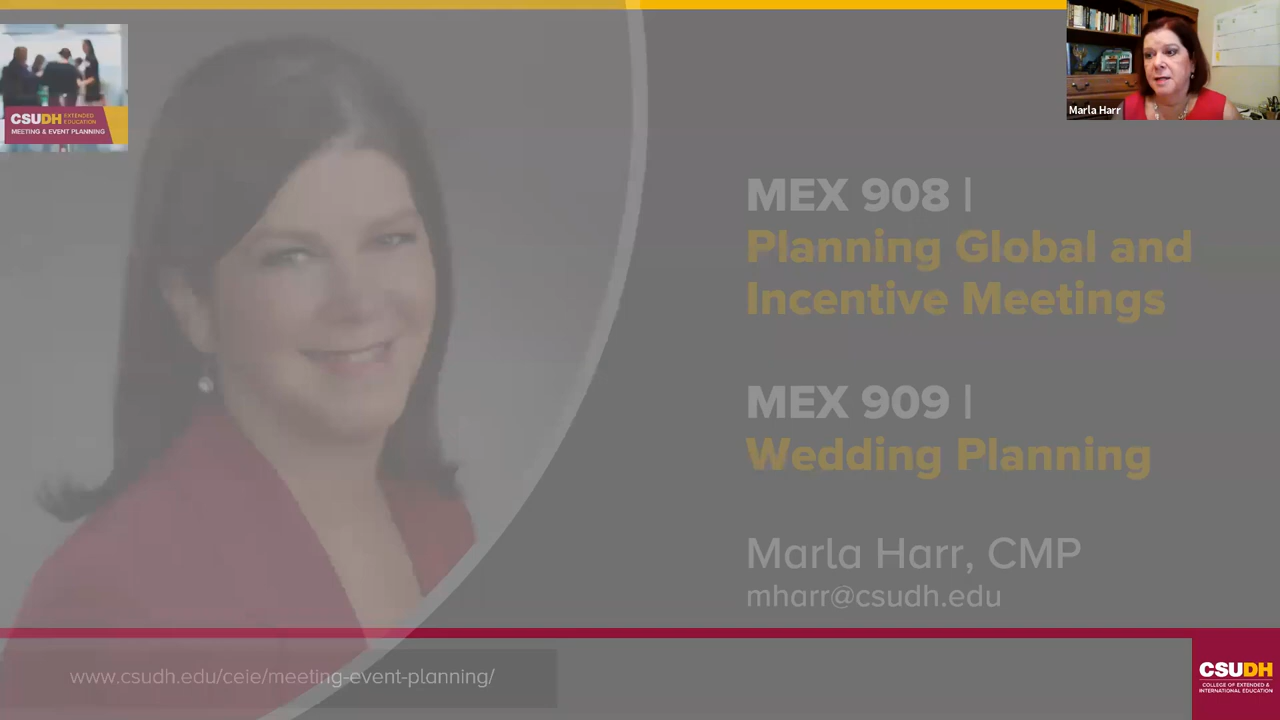 CSUDH EXTENDED EDUCATION
MEETING & EVENT PLANNING
Marla Harr
MEX 908 |
Planning Global and
Incentive Meetings
MEX 909 |
Wedding Planning
Marla Harr, CMP
mharr@csudh.edu
www.csudh.edu/ceie/meeting-event-planning/
CSUDH
COLLEGE OF EXTENDED &
INTERNATIONAL EDUCATION